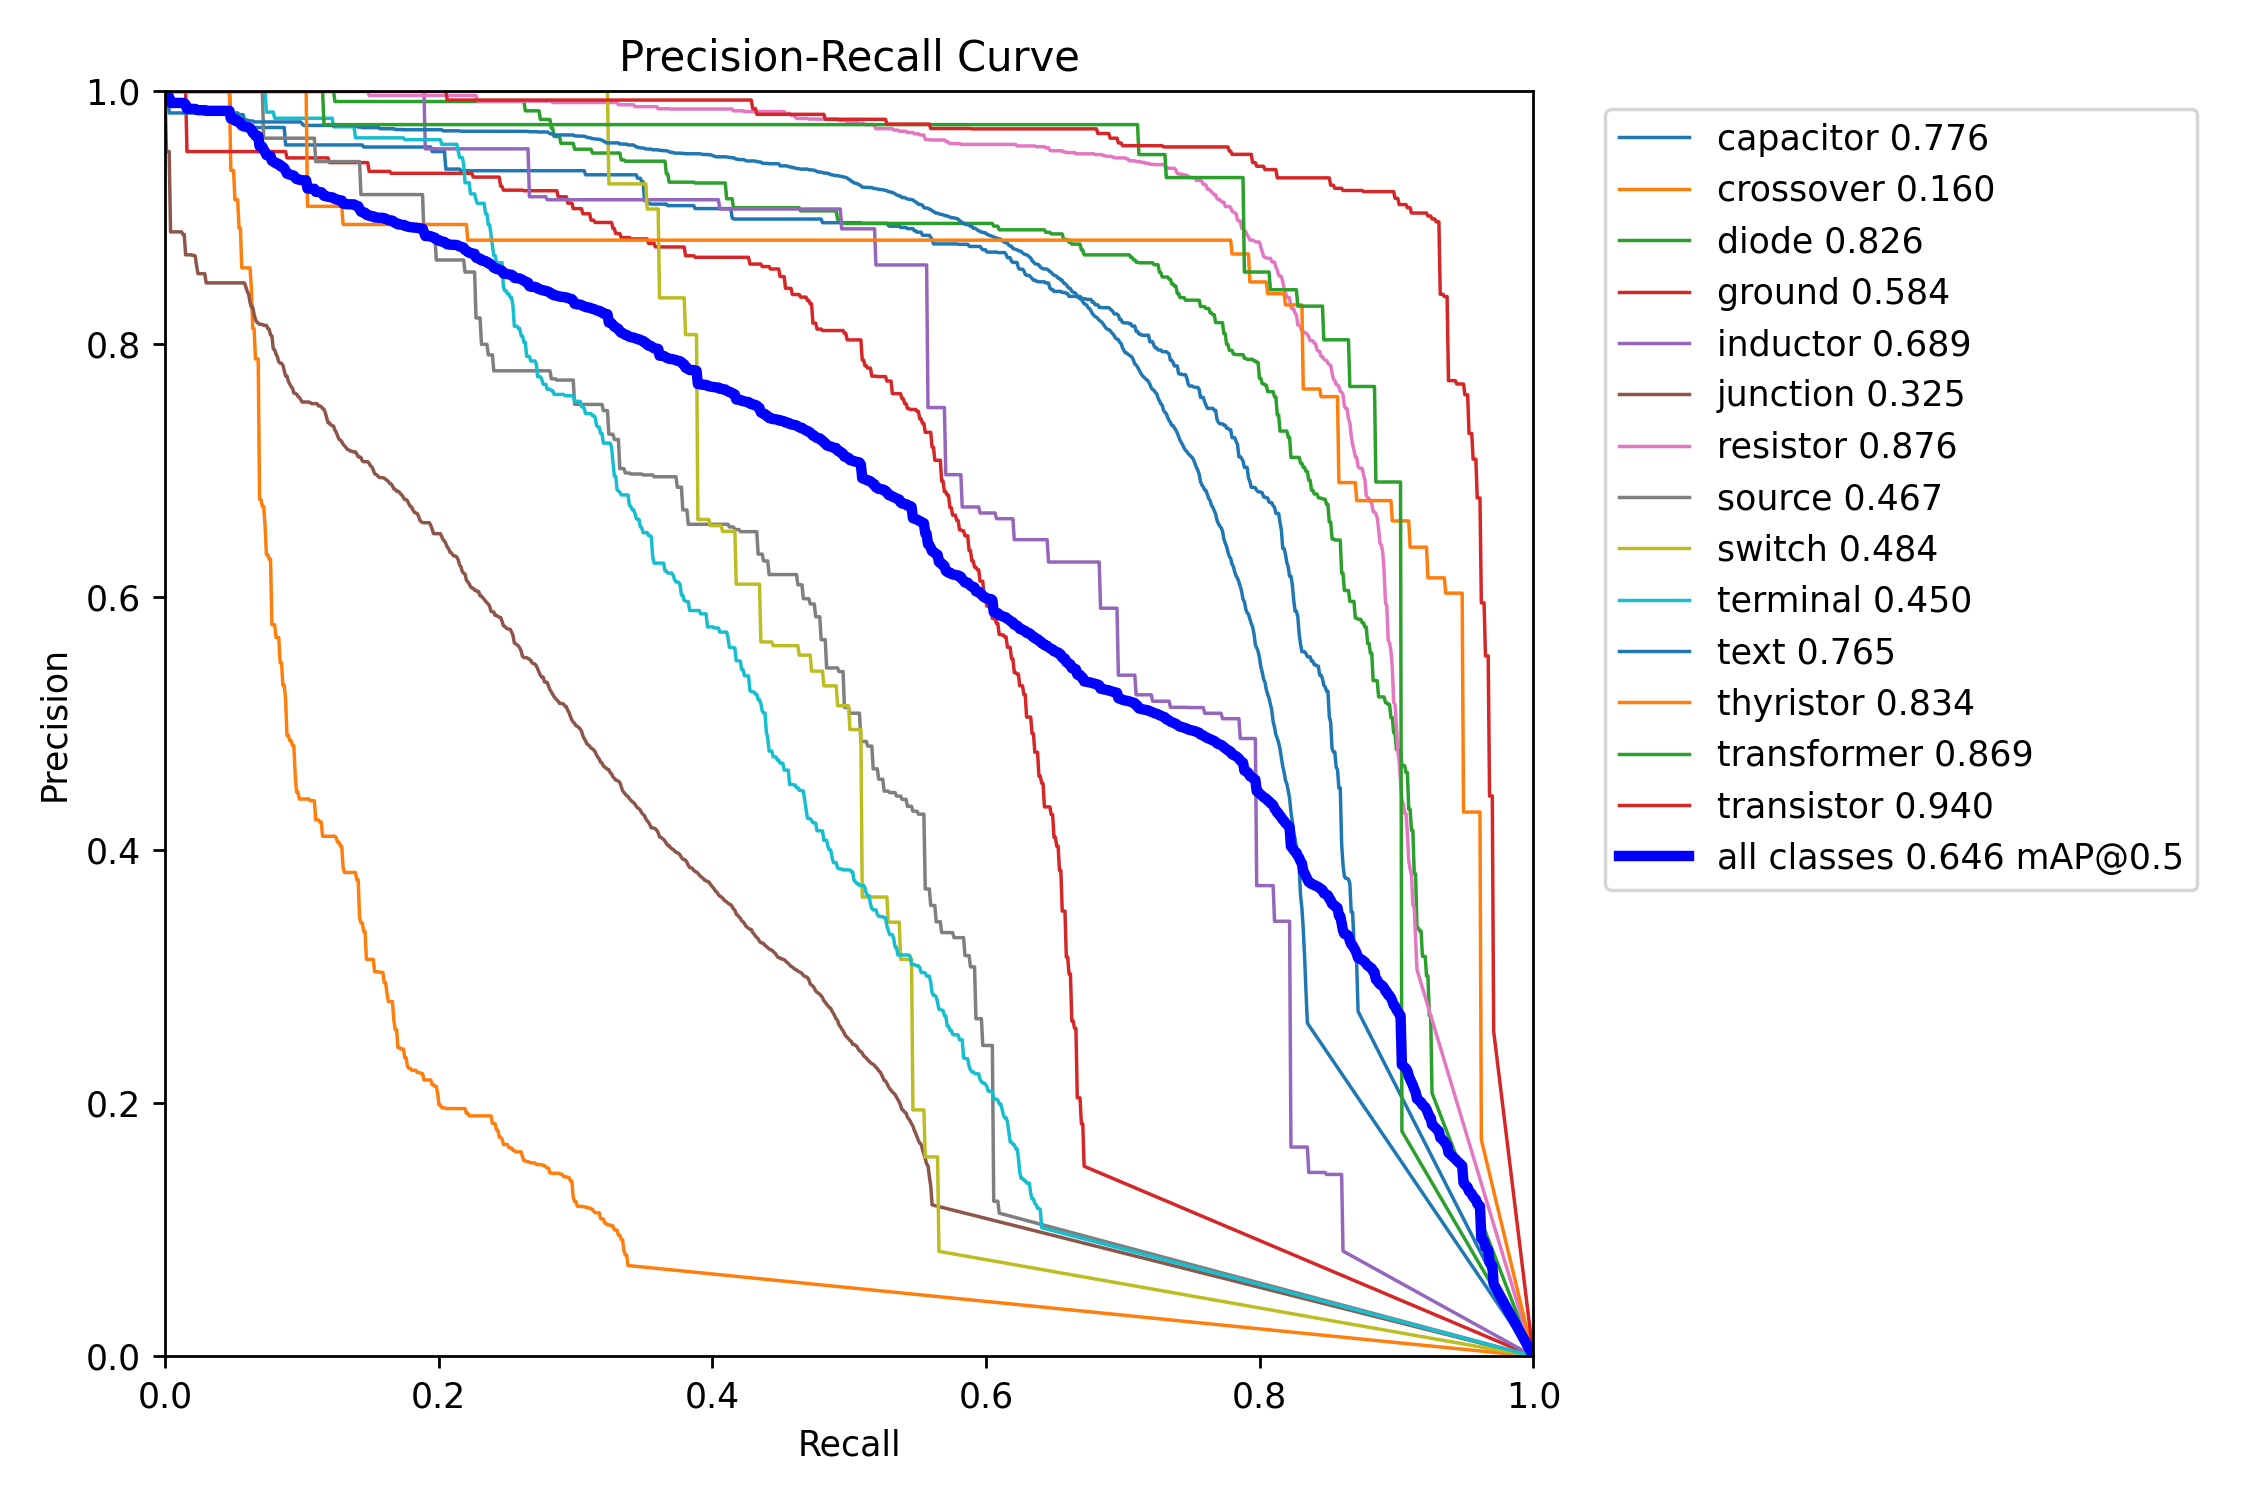 Precision-Recall Curve
1.0
0.8
0.6
0.4
0.2
0.0
Precision
0.0 0.2 0.4 0.6 0.8 1.0
Recall
capacitor 0.776
crossover 0.160
diode 0.826
ground 0.584
inductor 0.689
junction 0.325
resistor 0.876
source 0.467
switch 0.484
terminal 0.450
text 0.765
thyristor 0.834
transformer 0.869
transistor 0.940
all classes 0.646 mAP@0.5